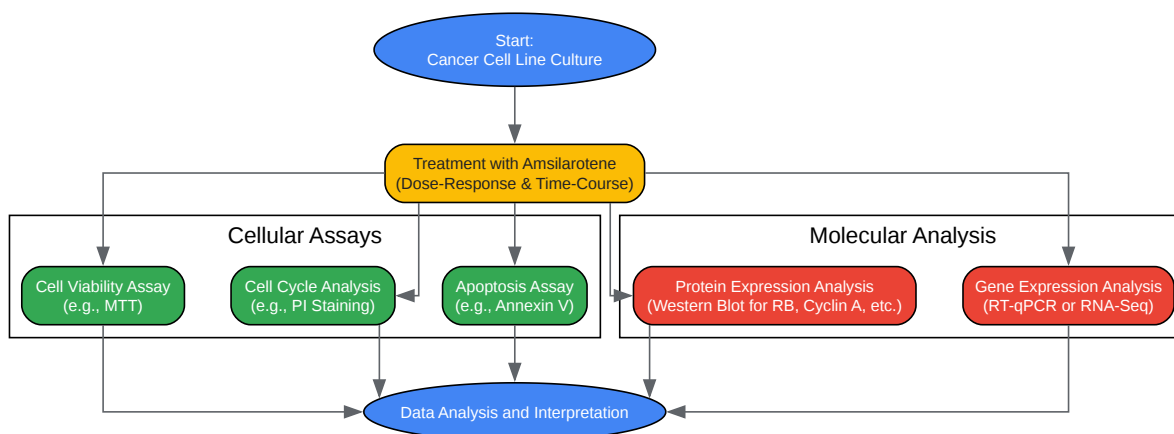 Start:
Cancer Cell Line Culture
Treatment with Amsilarotene
(Dose-Response & Time-Course)
Cellular Assays
Molecular Analysis
Cell Viability Assay
(e.g., MTT)
Cell Cycle Analysis
(e.g., PI Staining)
Apoptosis Assay
(e.g., Annexin V)
Protein Expression Analysis
(Western Blot for RB, Cyclin A, etc.)
Gene Expression Analysis
(RT-qPCR or RNA-Seq)
Data Analysis and Interpretation